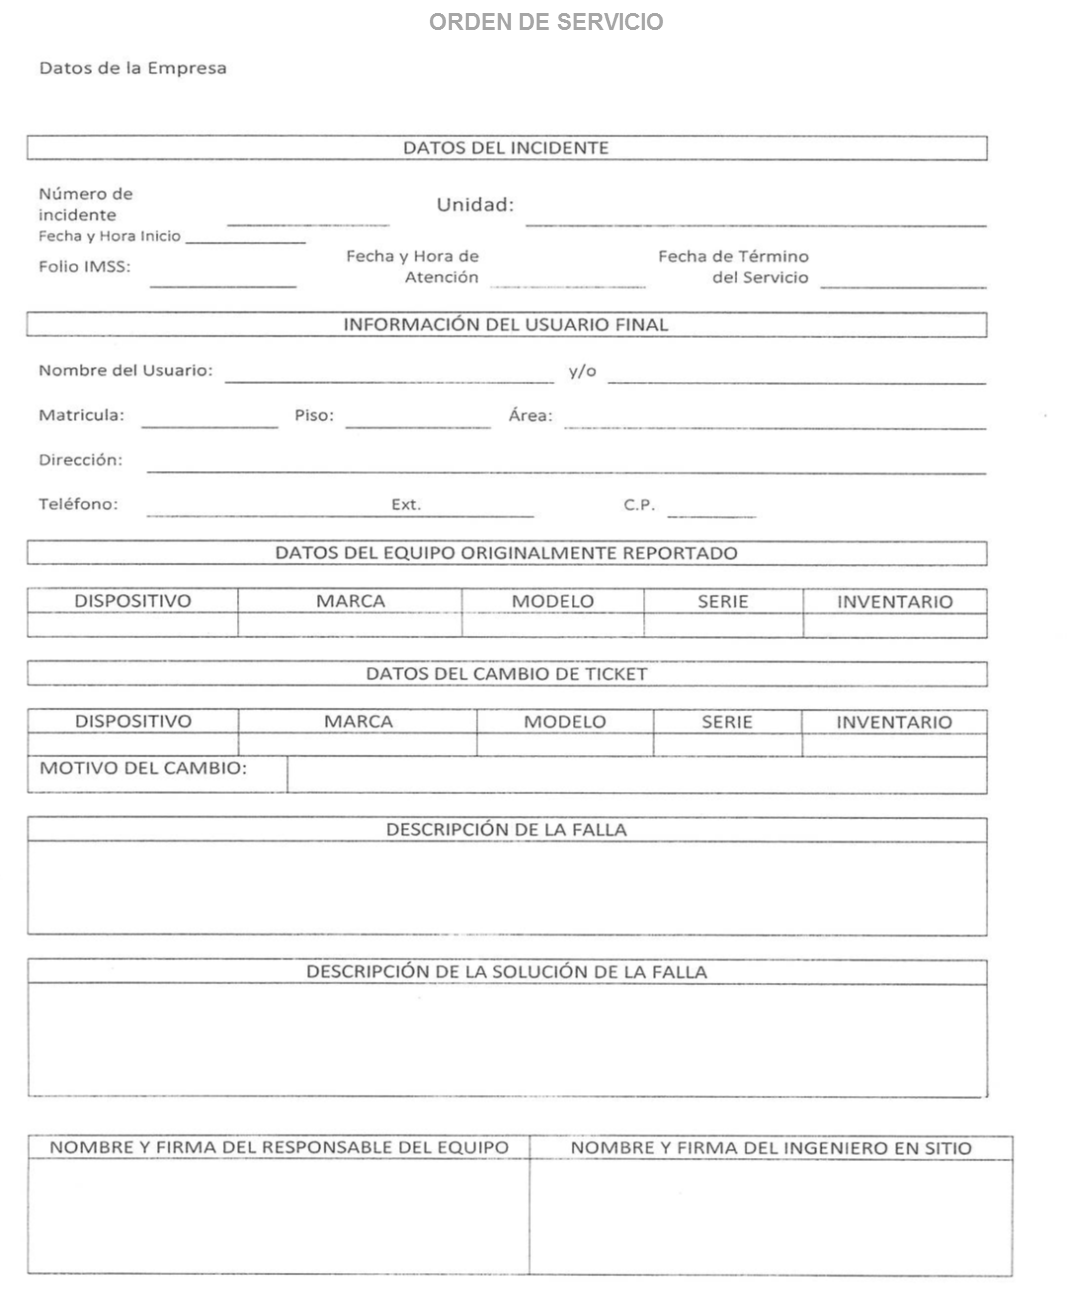 ORDEN DE SERVICIO
Datos de la Empresa
DATOS DEL INCIDENTE
Número de
incidente
Unidad:
Fecha y Hora Inicio
Folio IMSS:
Fecha y Hora de
Atención
Fecha de Término
del Servicio
INFORMACIÓN DEL USUARIO FINAL
Nombre del Usuario: y/o
Matricula: Piso: Área:
Dirección:
Teléfono: Ext. C.P.
DATOS DEL EQUIPO ORIGINALMENTE REPORTADO
DISPOSITIVO MARCA MODELO SERIE INVENTARIO
DATOS DEL CAMBIO DE TICKET
DISPOSITIVO MARCA MODELO SERIE INVENTARIO
MOTIVO DEL CAMBIO:
DESCRIPCIÓN DE LA FALLA
DESCRIPCIÓN DE LA SOLUCIÓN DE LA FALLA
NOMBRE Y FIRMA DEL RESPONSABLE DEL EQUIPO NOMBRE Y FIRMA DEL INGENIERO EN SITIO